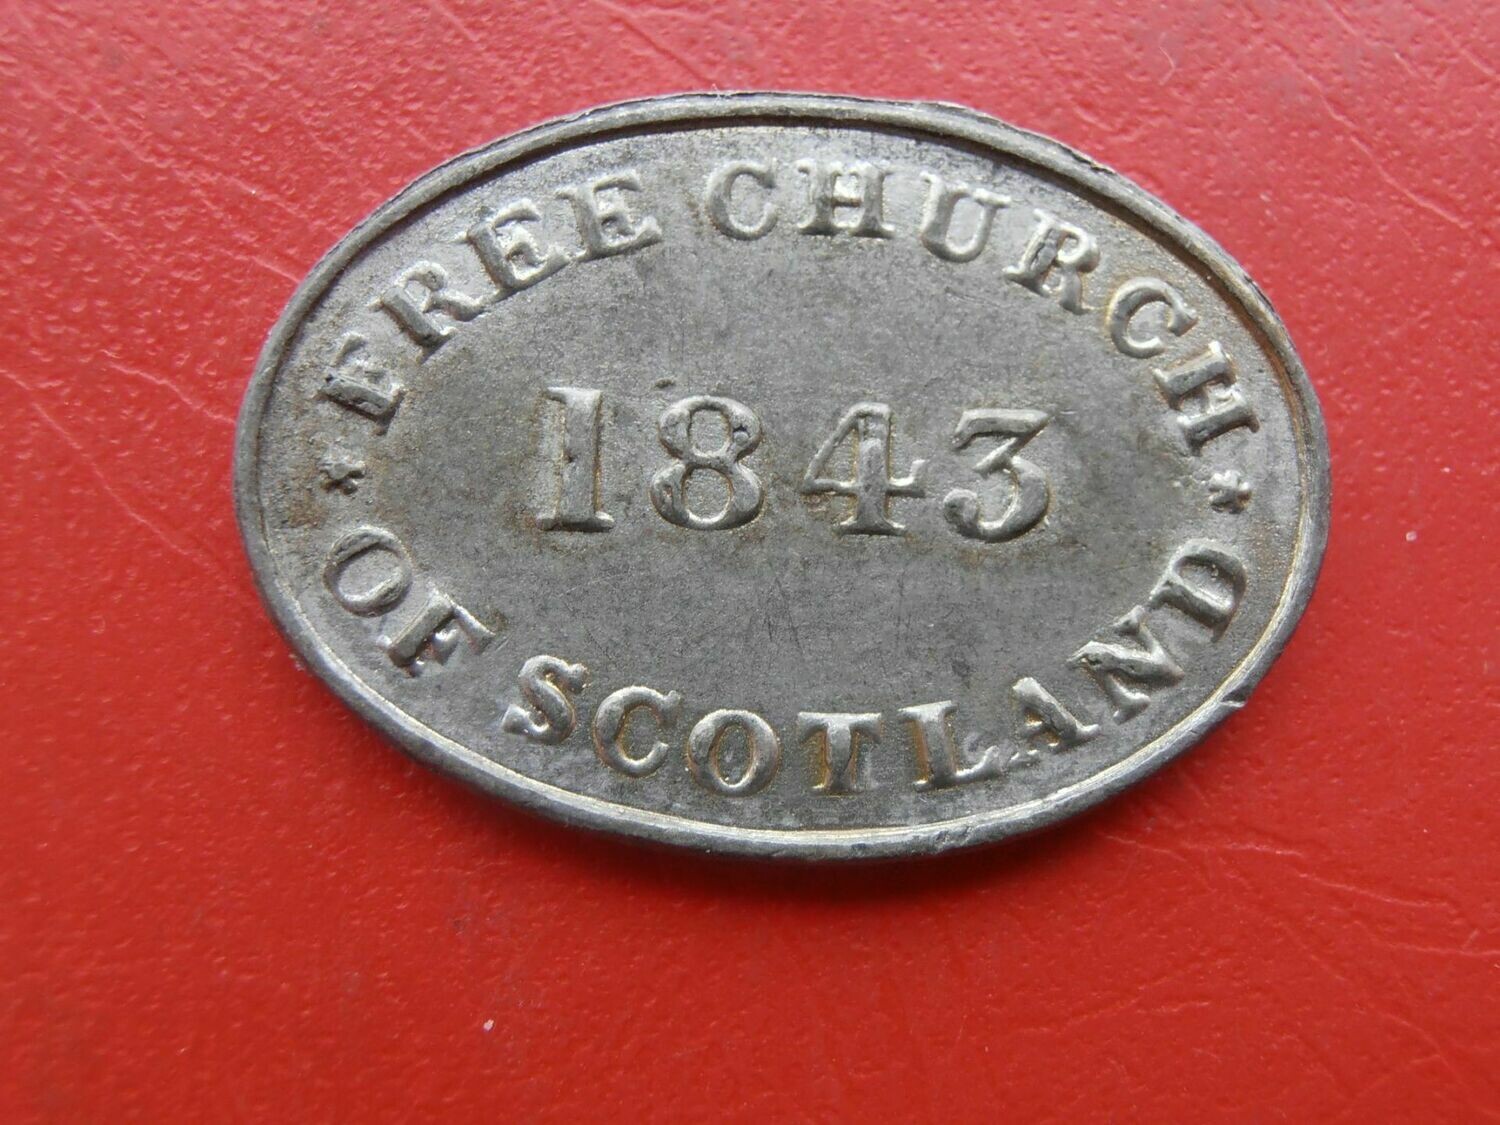 * FREE CHURCH *
1843
OF SCOTLAND